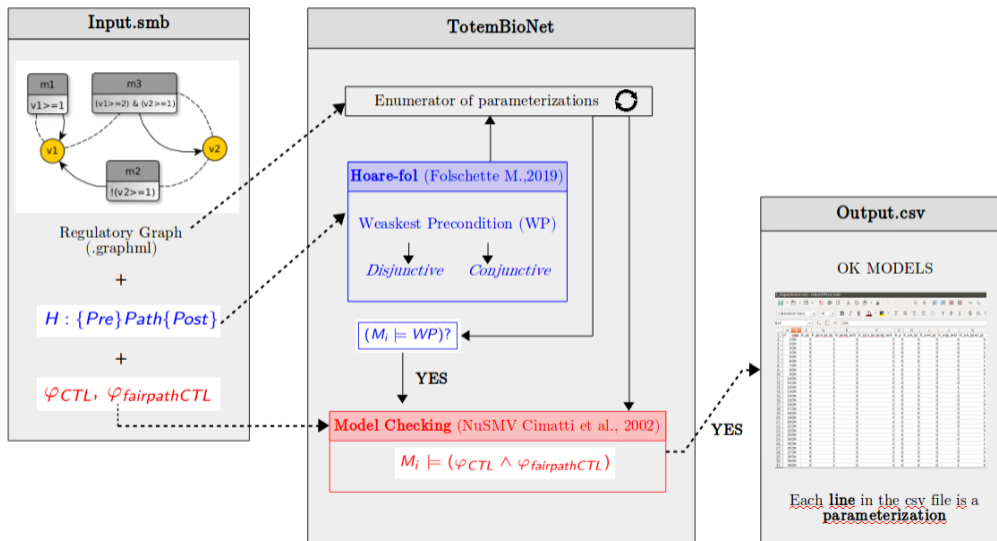 Input.smb
m1
v1>=1
m3
(v1>=2) & (v2>=1)
v1
v2
m2
!(v2>=1)
Regulatory Graph
(.graphml)
+
H : {Pre}Path{Post}
+
φCTL, φfairpathCTL
TotemBioNet
Enumerator of parameterizations
Hoare-fol (Folschette M.,2019)
Weaskest Precondition (WP)
Disjunctive Conjunctive
(Mi ⊨ WP)?
YES
Model Checking (NuSMV Cimatti et al., 2002)
Mi ⊨ (φCTL ∧ φfairpathCTL)
YES
Output.csv
OK MODELS
Each line in the csv file is a
parameterization